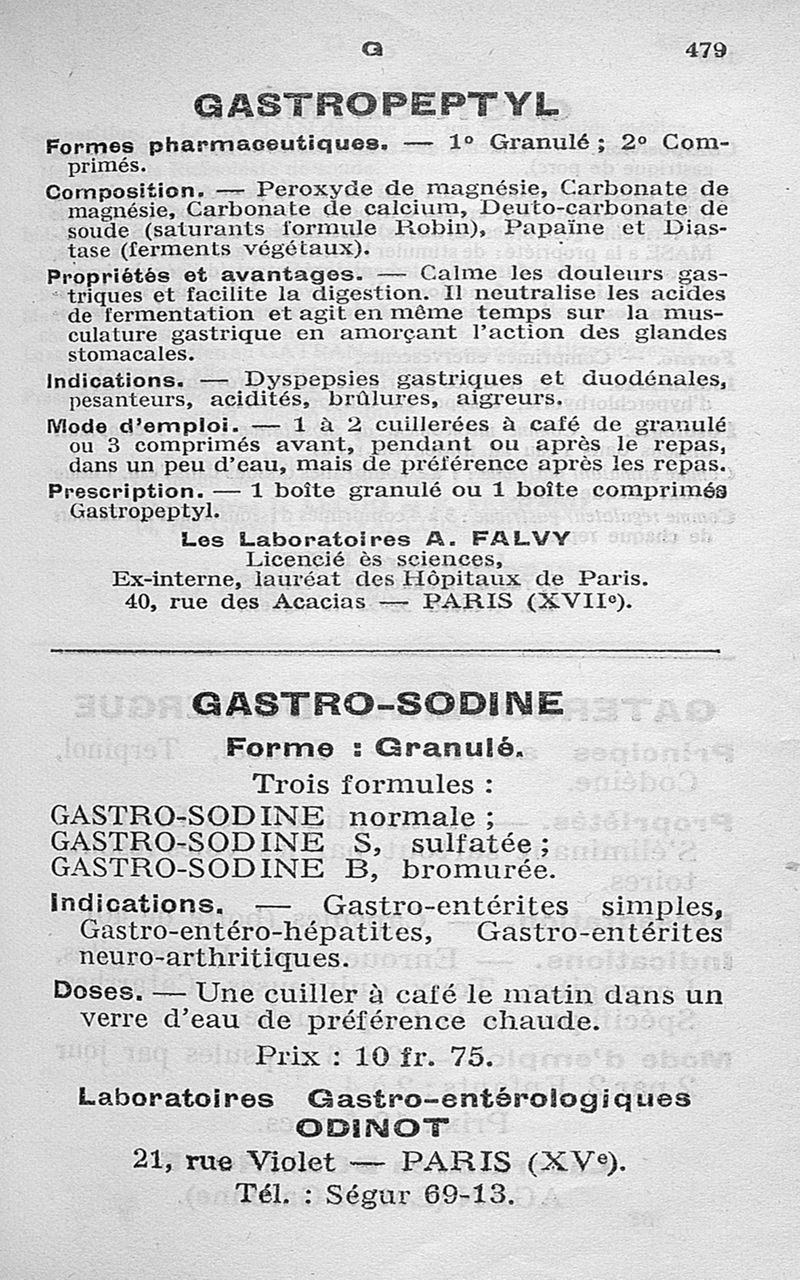 G 479
GASTROPEPTYL
Formes pharmaceutiques. — 1º Granulé ; 2º Com-
primés.
Composition. — Peroxyde de magnésie, Carbonate de
magnésie, Carbonate de calcium, Deuto-carbonate de
soude (saturants formule Robin), Papaïne et Dias-
tase (ferments végétaux).
Propriétés et avantages. — Calme les douleurs gas-
triques et facilite la digestion. Il neutralise les acides
de fermentation et agit en même temps sur la mus-
culature gastrique en amorçant l'action des glandes
stomacales.
Indications. — Dyspepsies gastriques et duodénales,
pesanteurs, acidités, brûlures, aigreurs.
Mode d'emploi. — 1 à 2 cuillerées à café de granulé
ou 3 comprimés avant, pendant ou après le repas,
dans un peu d'eau, mais de préférence après les repas.
Prescription. — 1 boîte granulé ou 1 boîte comprimés
Gastropeptyl.
Les Laboratoires A. FALVY
Licencié ès sciences,
Ex-interne, lauréat des Hôpitaux de Paris.
40, rue des Acacias — PARIS (XVIIe).
GASTRO-SODINE
Forme : Granulé.
Trois formules :
GASTRO-SODINE normale ;
GASTRO-SODINE S, sulfatée ;
GASTRO-SODINE B, bromurée.
Indications. — Gastro-entérites simples,
Gastro-entéro-hépatites, Gastro-entérites
neuro-arthritiques.
Doses. — Une cuiller à café le matin dans un
verre d'eau de préférence chaude.
Prix : 10 fr. 75.
Laboratoires Gastro-entérologiques
ODINOT
21, rue Violet — PARIS (XVe).
Tél. : Ségur 69-13.